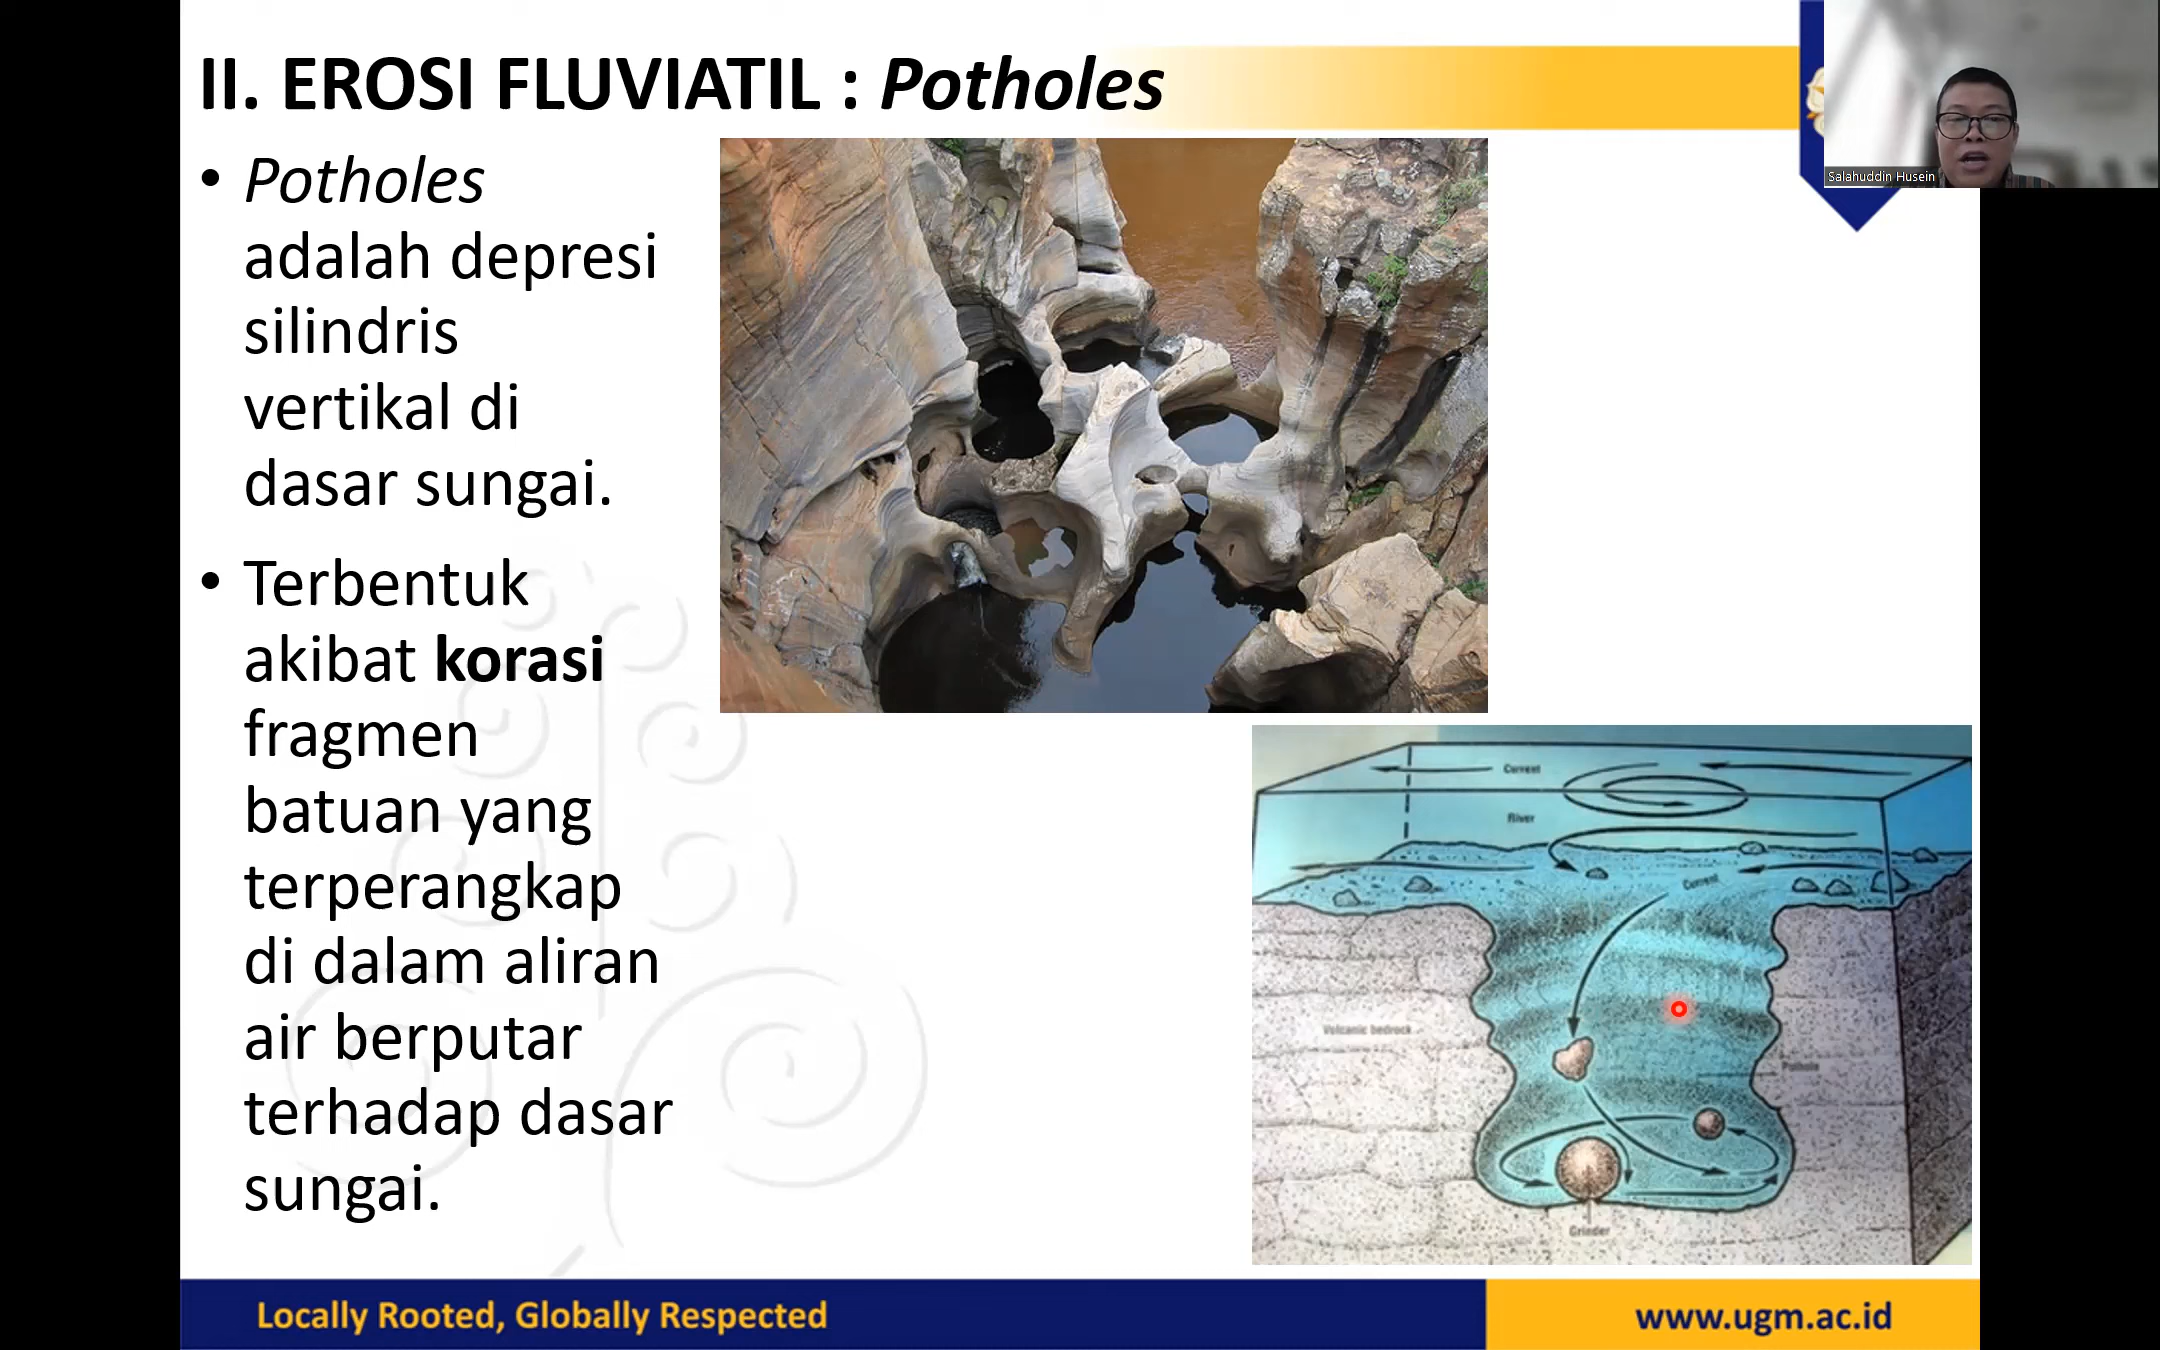 II. EROSI FLUVIATIL : Potholes
• Potholes
adalah depresi
silindris
vertikal di
dasar sungai.
• Terbentuk
akibat korasi
fragmen
batuan yang
terperangkap
di dalam aliran
air berputar
terhadap dasar
sungai.
Salahuddin Husein
Current
River
Current
Volcanic bedrock
Pothole
Grinder
Locally Rooted, Globally Respected
www.ugm.ac.id